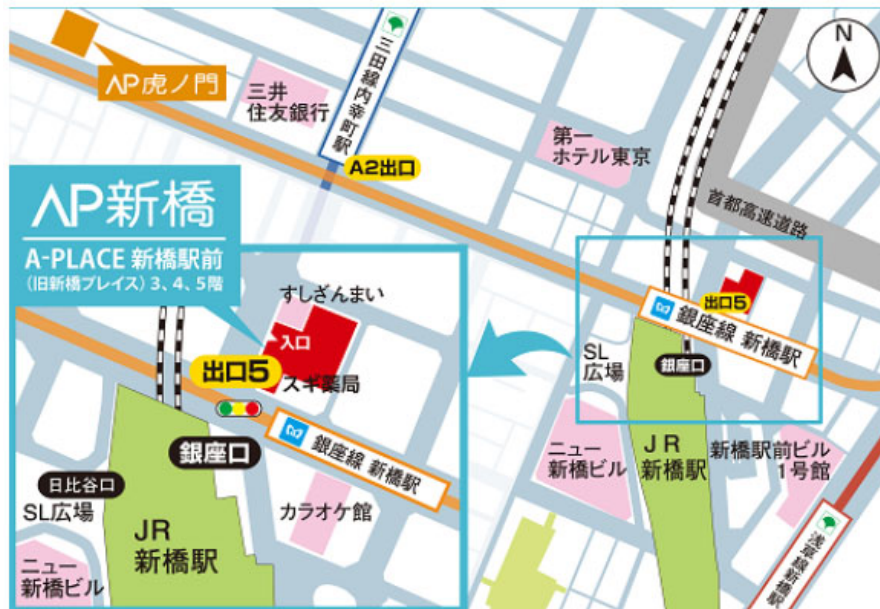 N
AP虎ノ門
三井
住友銀行
三田線内幸町駅
A2出口
第一
ホテル東京
首都高速道路
AP新橋
A-PLACE 新橋駅前
(旧新橋プレイス) 3、4、5階
すしざんまい
入口
出口5
スギ薬局
銀座口
銀座線 新橋駅
日比谷口
SL広場
JR
新橋駅
カラオケ館
ニュー
新橋ビル
出口5
銀座線 新橋駅
SL
広場
銀座口
ニュー
新橋ビル
JR
新橋駅
新橋駅前ビル
1号館
浅草線新橋駅